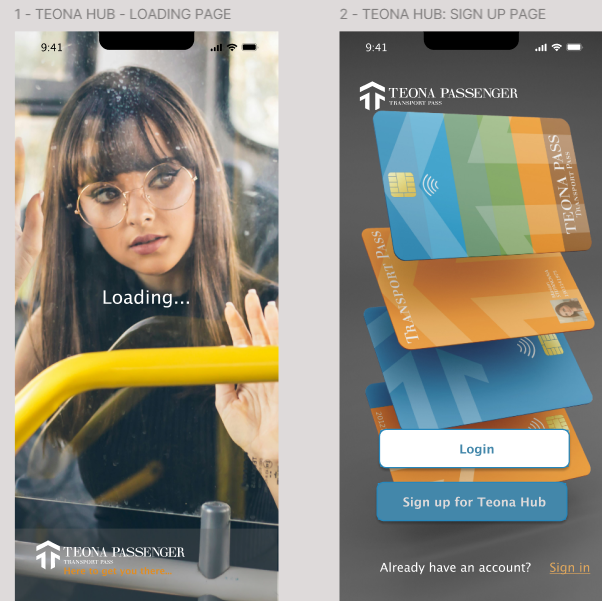 1 - TEONA HUB - LOADING PAGE
9:41
Loading...
TEONA PASSENGER
TRANSPORT PASS
2 - TEONA HUB: SIGN UP PAGE
9:41
TEONA PASSENGER
TRANSPORT PASS
TEONA PASS
TRANSPORT PASS
TRANSPORT PASS
Login
Sign up for Teona Hub
Already have an account? Sign in